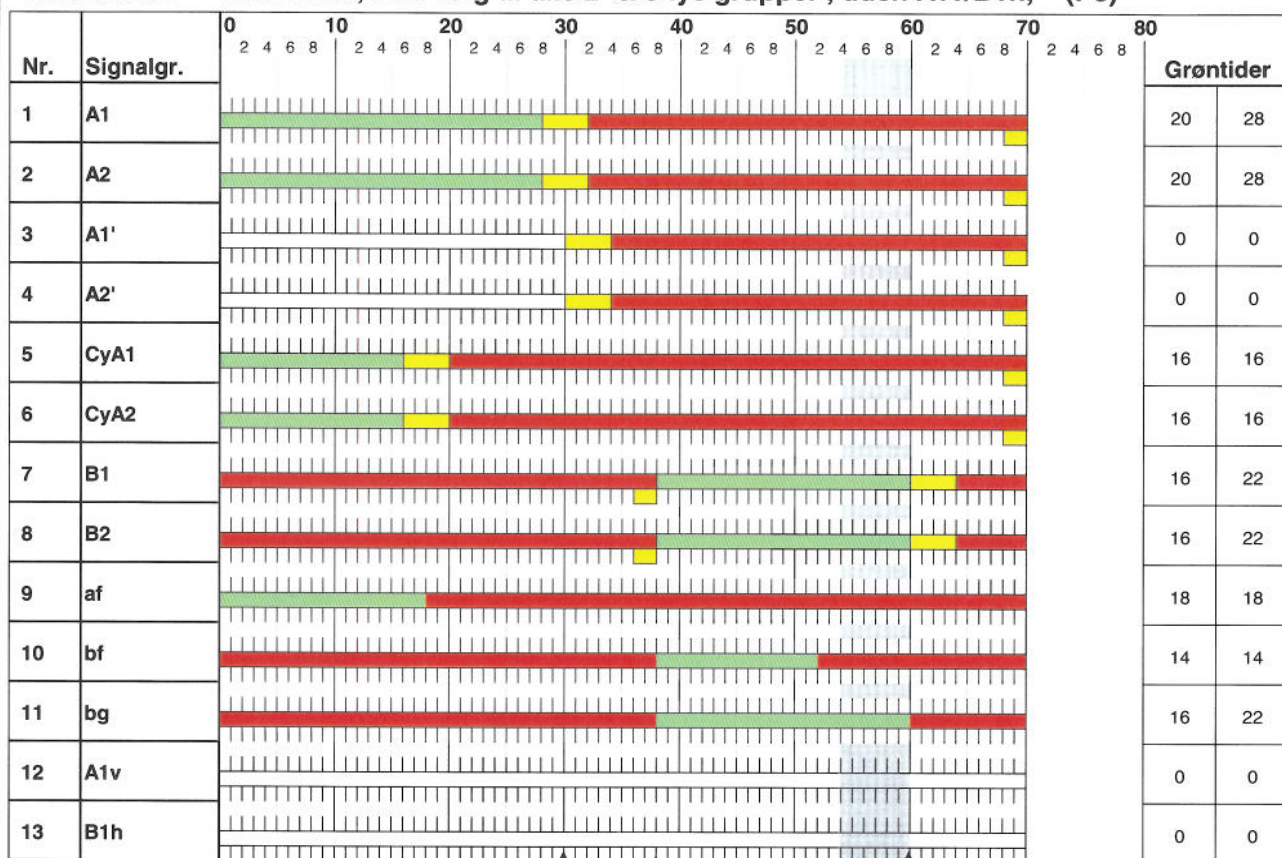 0 10 20 30 40 50 60 70 80
2 4 6 8 2 4 6 8 2 4 6 8 2 4 6 8 2 4 6 8 2 4 6 8 2 4 6 8 2 4 6 8
Nr. Signalgr. Grøntider
1 A1 20 28
2 A2 20 28
3 A1' 0 0
4 A2' 0 0
5 CyA1 16 16
6 CyA2 16 16
7 B1 16 22
8 B2 16 22
9 af 18 18
10 bf 14 14
11 bg 16 22
12 A1v 0 0
13 B1h 0 0